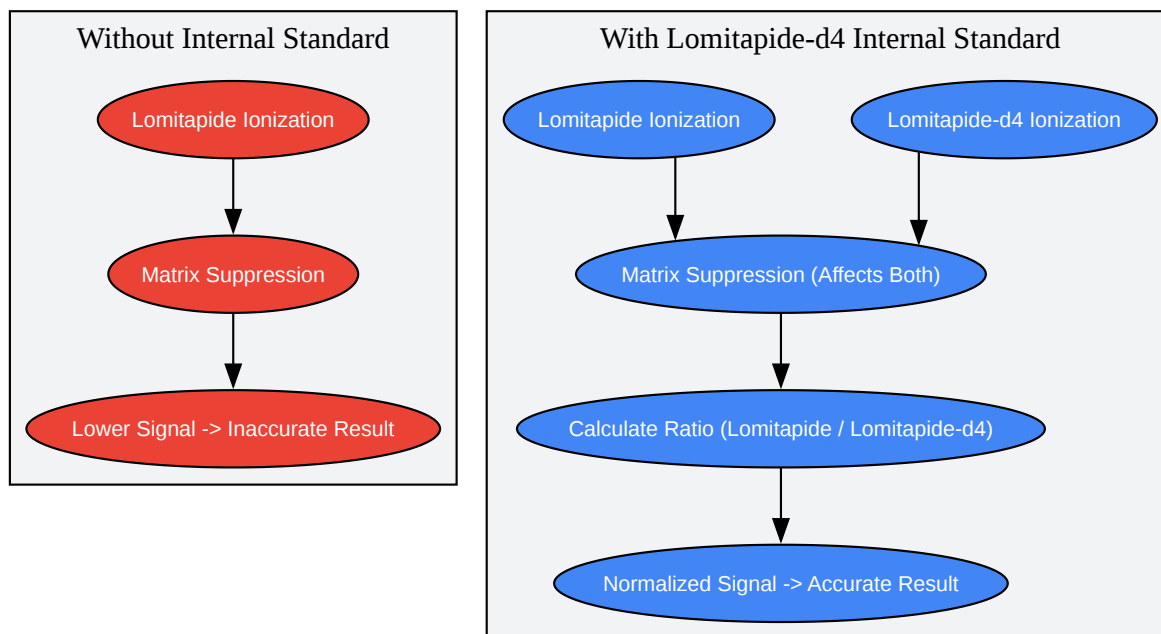 Without Internal Standard
Lomitapide Ionization
Matrix Suppression
Lower Signal -> Inaccurate Result
With Lomitapide-d4 Internal Standard
Lomitapide Ionization
Lomitapide-d4 Ionization
Matrix Suppression (Affects Both)
Calculate Ratio (Lomitapide / Lomitapide-d4)
Normalized Signal -> Accurate Result